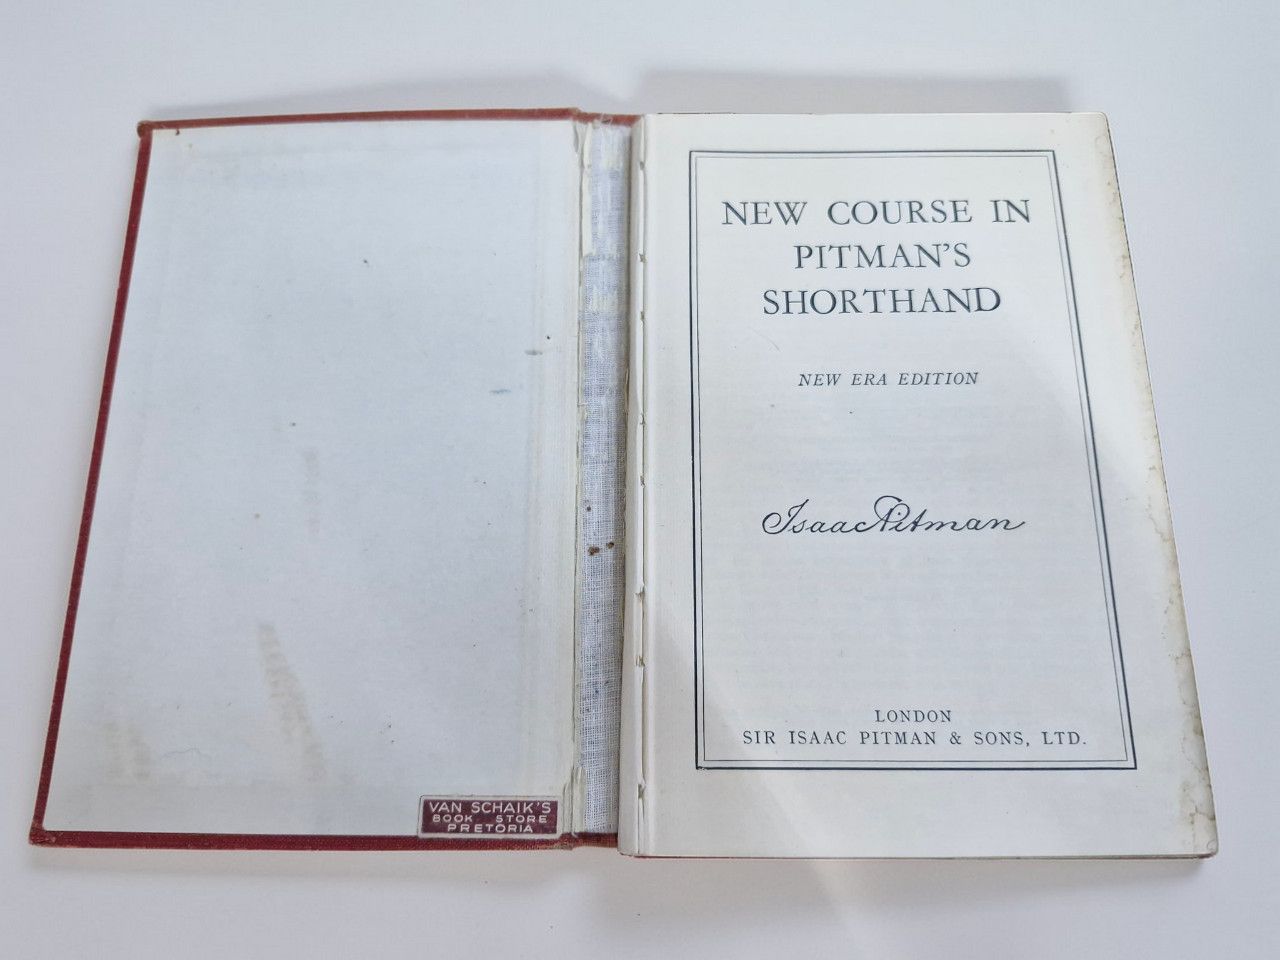 VAN SCHAIK'S
BOOK STORE
PRETORIA
NEW COURSE IN
PITMAN'S
SHORTHAND
NEW ERA EDITION
Isaac Pitman
LONDON
SIR ISAAC PITMAN & SONS, LTD.